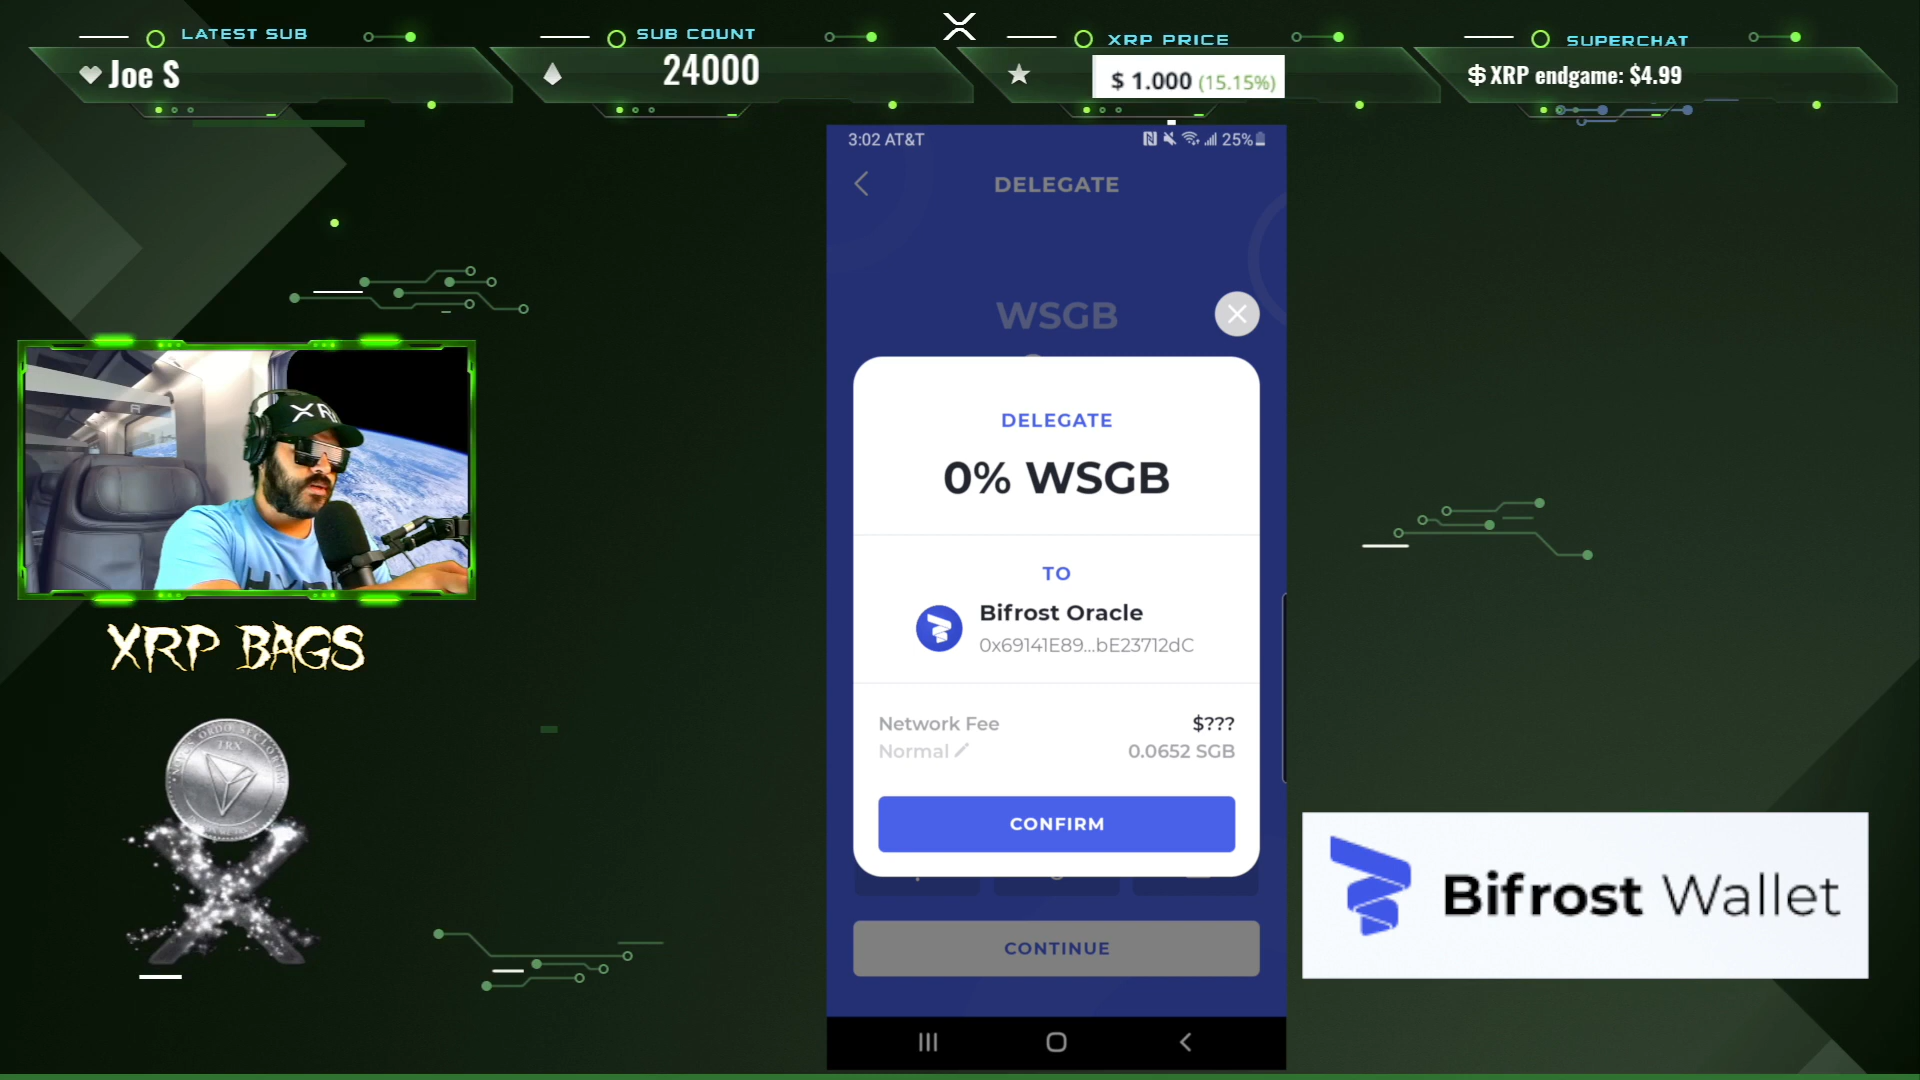 LATEST SUB
Joe S
SUB COUNT
24000
XRP PRICE
$ 1.000 (15.15%)
SUPERCHAT
XRP endgame: $4.99
3:02 AT&T
25%
DELEGATE
WSGB
DELEGATE
0% WSGB
TO
Bifrost Oracle
0x69141E89...bE23712dC
Network Fee
$???
Normal
0.0652 SGB
CONFIRM
CONTINUE
XRP BAGS
TRX
Bifrost Wallet